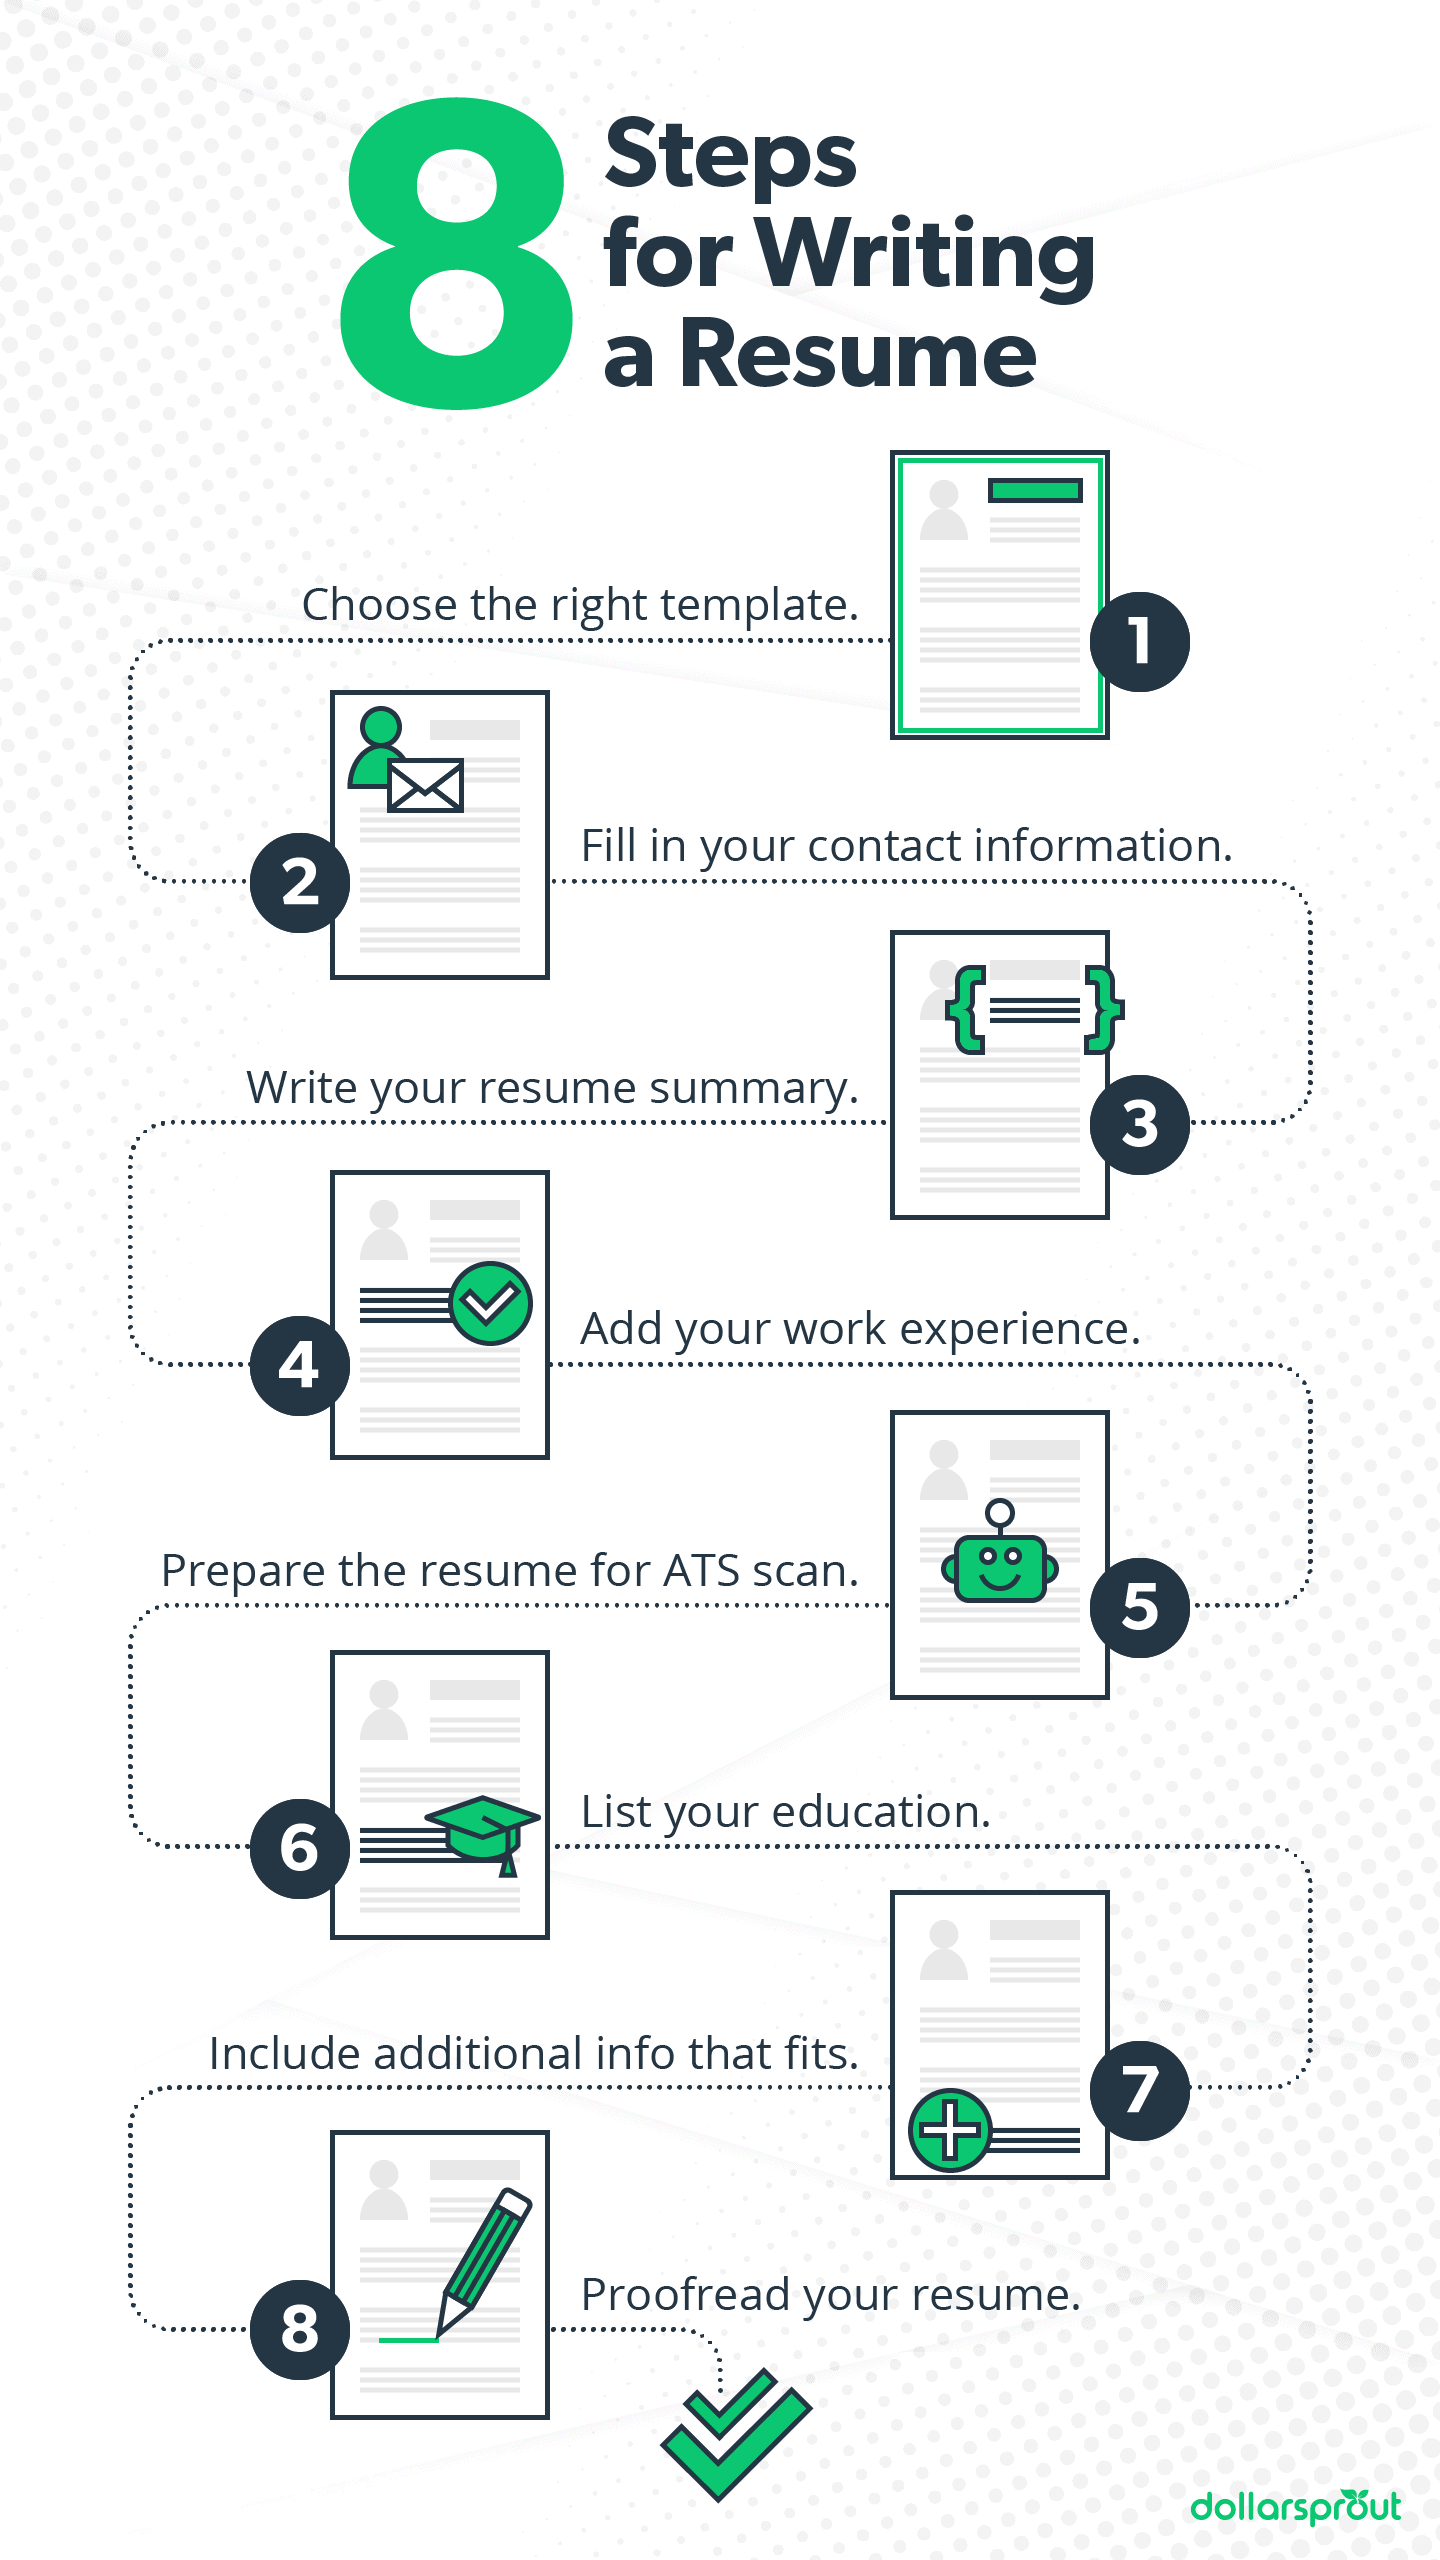 8
Steps
for Writing
a Resume
Choose the right template.
1
2
Fill in your contact information.
Write your resume summary.
3
4
Add your work experience.
Prepare the resume for ATS scan.
5
6
List your education.
Include additional info that fits.
7
8
Proofread your resume.
dollarsprout